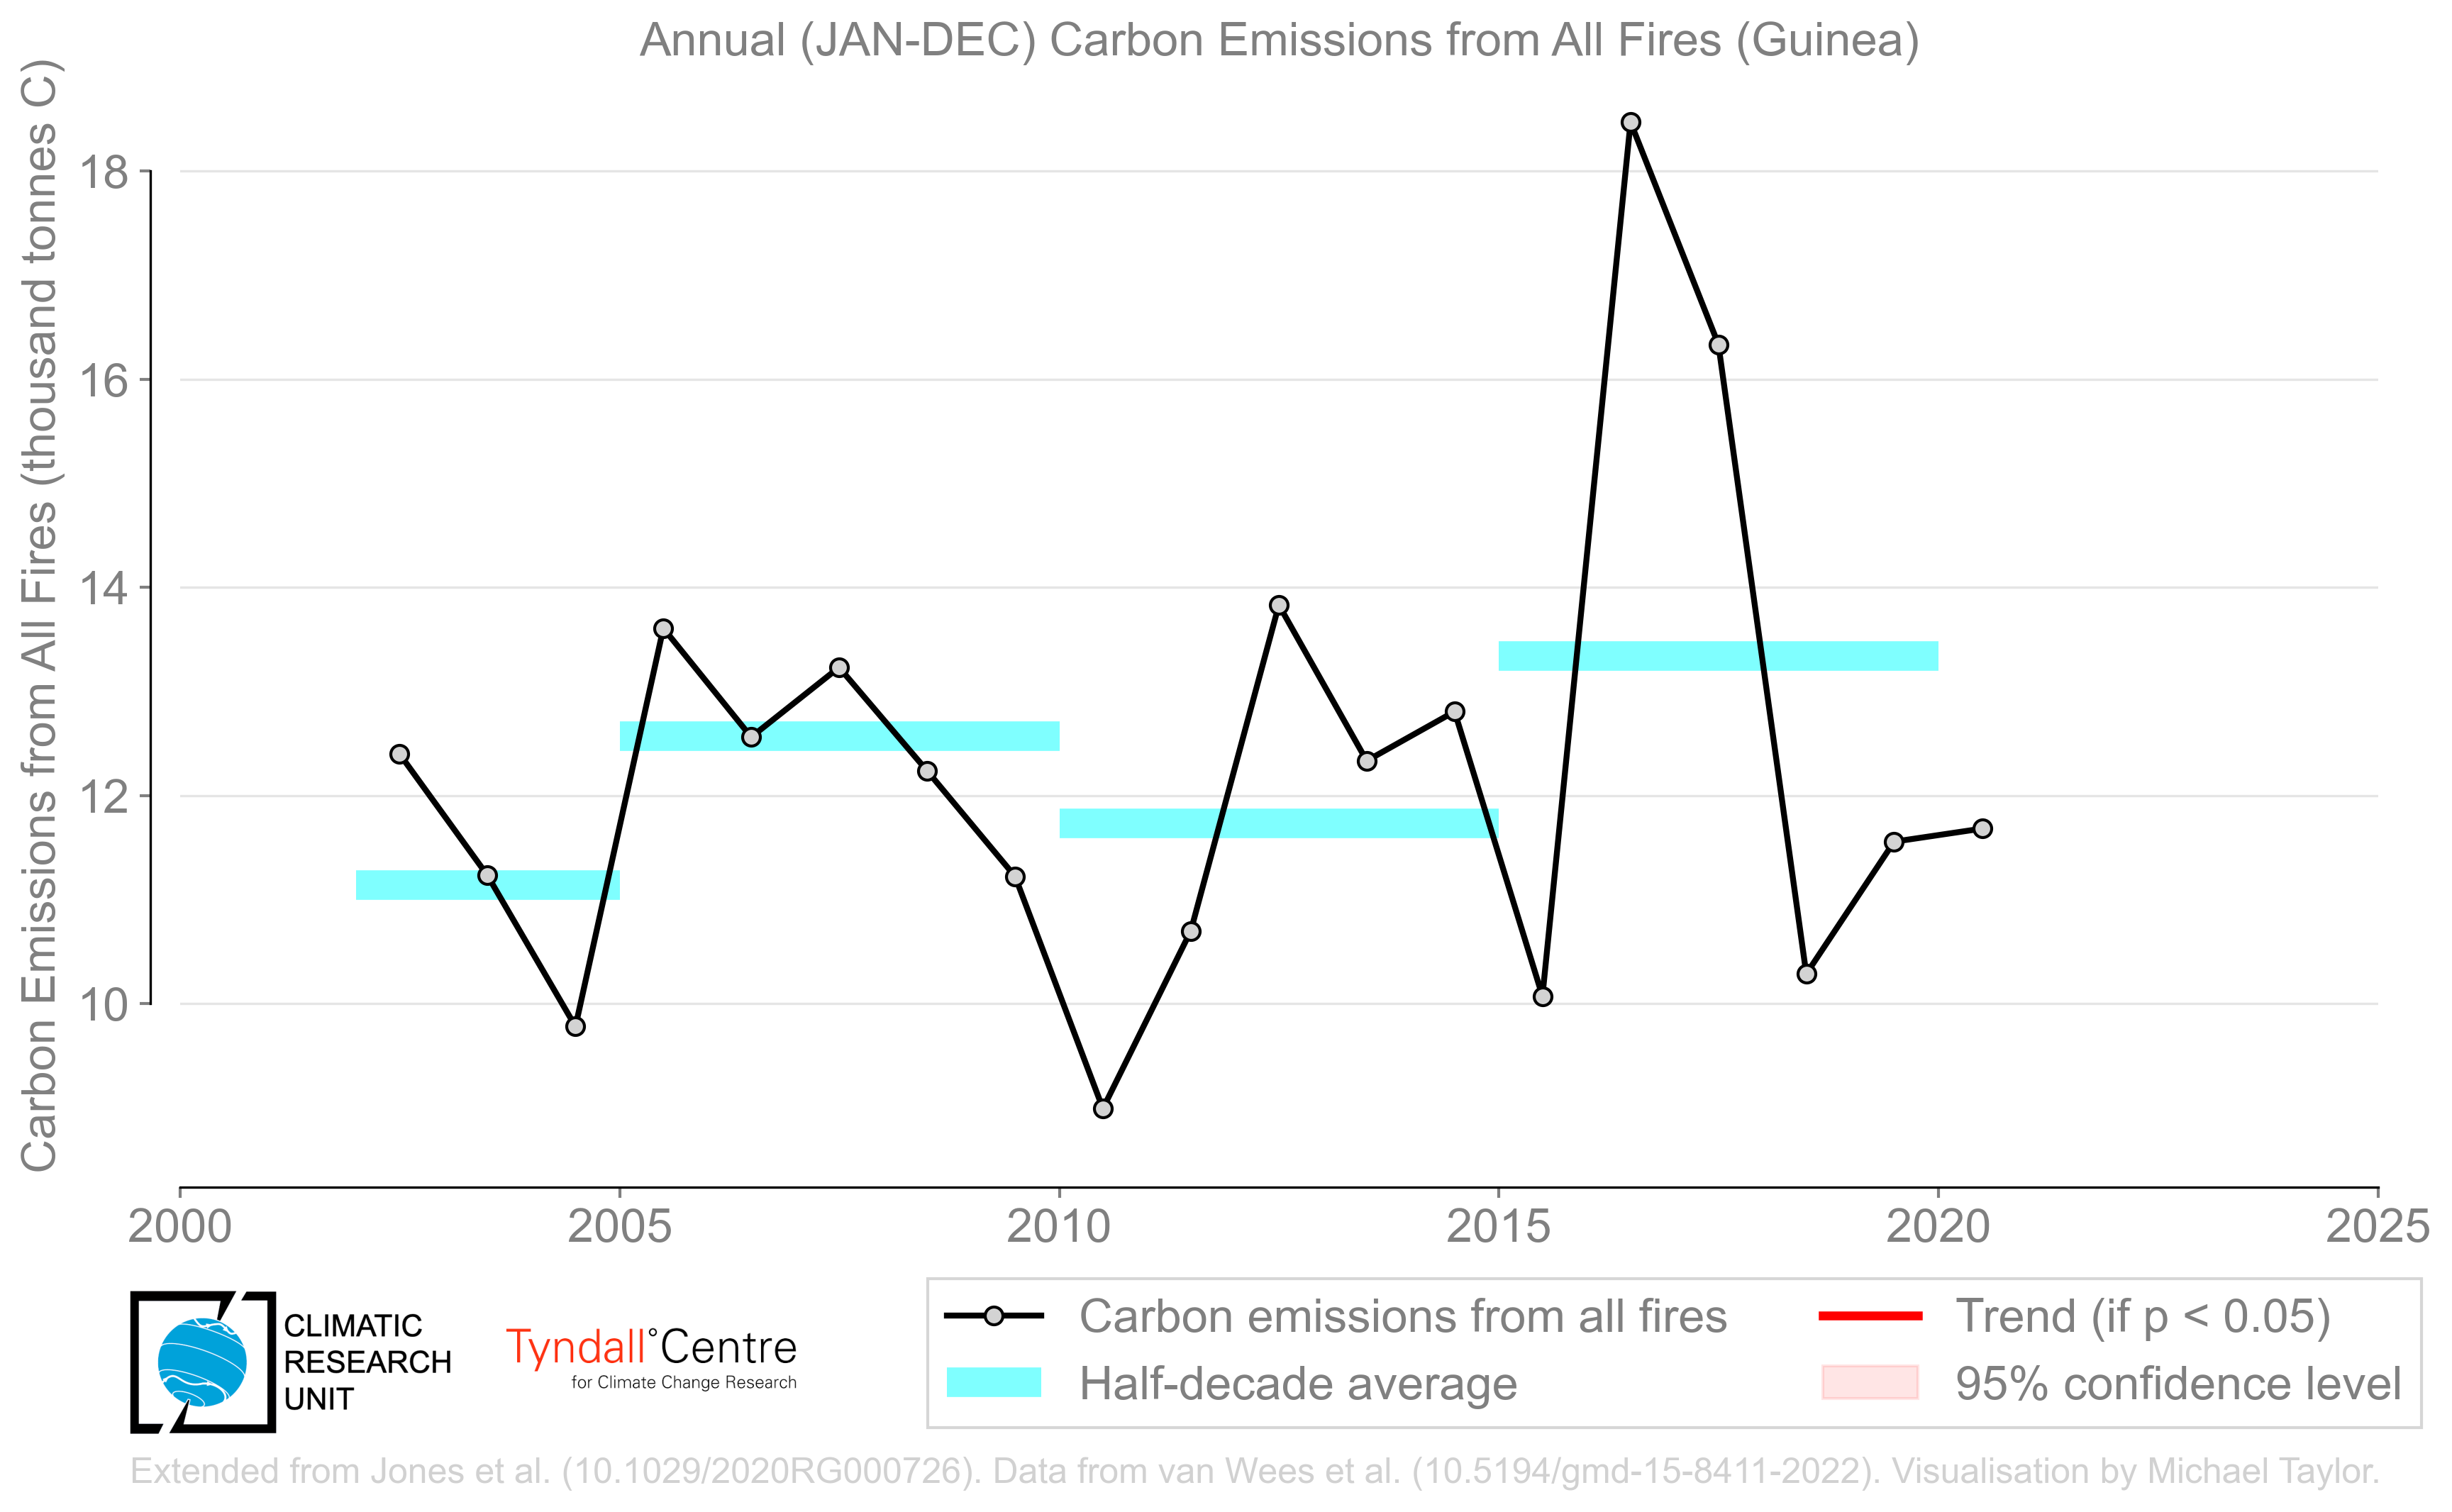 Annual (JAN-DEC) Carbon Emissions from All Fires (Guinea)
Carbon Emissions from All Fires (thousand tonnes C)
18
16
14
12
10
2000 2005 2010 2015 2020 2025
Carbon emissions from all fires
Half-decade average
Trend (if p < 0.05)
95% confidence level
CLIMATIC
RESEARCH
UNIT
Tyndall°Centre
for Climate Change Research
Extended from Jones et al. (10.1029/2020RG000726). Data from van Wees et al. (10.5194/gmd-15-8411-2022). Visualisation by Michael Taylor.